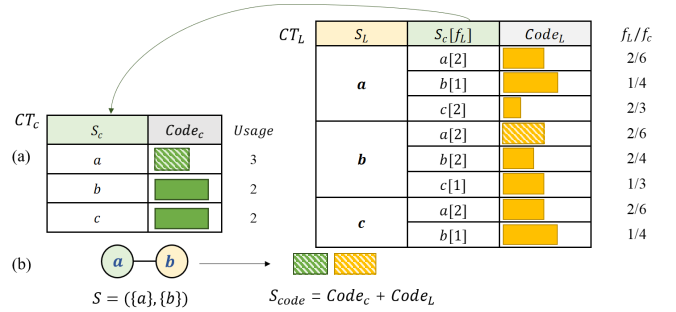 CT_L S_L S_c[f_L] Code_L f_L/f_c
a a[2] 2/6
b[1] 1/4
c[2] 2/3
b a[2] 2/6
b[2] 2/4
c[1] 1/3
c a[2] 2/6
b[1] 1/4
CT_c S_c Code_c Usage
(a) a 3
b 2
c 2
(b) a b
S = ({a},{b}) S_code = Code_c + Code_L